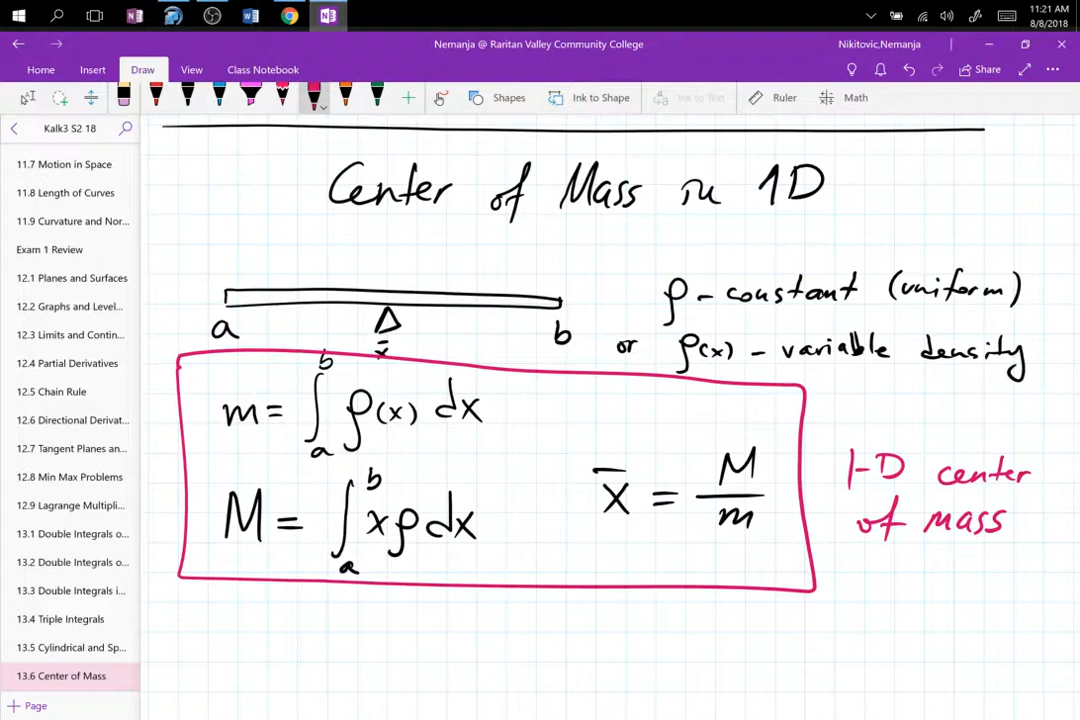 11:21 AM
8/8/2018
Nemanja @ Raritan Valley Community College
Nikitovic,Nemanja
Home Insert Draw View Class Notebook
Share
Shapes Ink to Shape Ink to Text Ruler Math
Kalk3 S2 18
11.7 Motion in Space
11.8 Length of Curves
11.9 Curvature and Nor...
Exam 1 Review
12.1 Planes and Surfaces
12.2 Graphs and Level...
12.3 Limits and Contin...
12.4 Partial Derivatives
12.5 Chain Rule
12.6 Directional Derivat...
12.7 Tangent Planes an...
12.8 Min Max Problems
12.9 Lagrange Multipli...
13.1 Double Integrals o...
13.2 Double Integrals o...
13.3 Double Integrals i...
13.4 Triple Integrals
13.5 Cylindrical and Sp...
13.6 Center of Mass
Page
Center of Mass in 1D
ρ - constant (uniform)
a x̄ b
or ρ(x) - variable density
m = ∫_a^b ρ(x) dx
M = ∫_a^b xρ dx
x̄ = M/m
1-D center
of mass